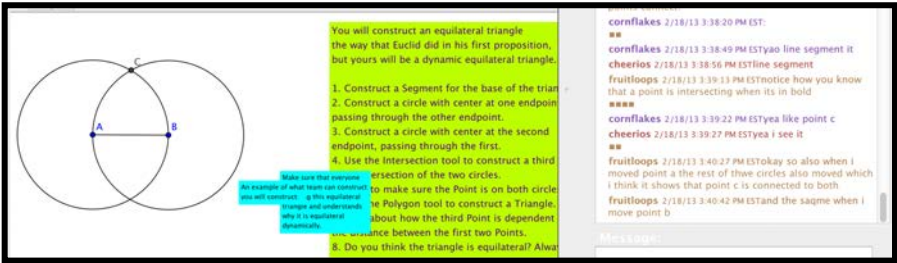 C
A
B
You will construct an equilateral triangle
the way that Euclid did in his first proposition,
but yours will be a dynamic equilateral triangle.
1. Construct a Segment for the base of the trian
2. Construct a circle with center at one endpoin
passing through the other endpoint.
3. Construct a circle with center at the second
endpoint, passing through the first.
4. Use the Intersection tool to construct a third
ersection of the two circles.
to make sure the Point is on both circle
e Polygon tool to construct a Triangle.
about how the third Point is dependent
the distance between the first two Points.
8. Do you think the triangle is equilateral? Alwa
Make sure that everyone
An example of what team can construct
you will construct g this equilateral
triangle and understands
why it is equilateral
dynamically.
cornflakes 2/18/13 3:38:20 PM EST:
cornflakes 2/18/13 3:38:49 PM ESTyao line segment it
cheerios 2/18/13 3:38:56 PM ESTline segment
fruitloops 2/18/13 3:39:13 PM ESTnotice how you know
that a point is intersecting when its in bold
cornflakes 2/18/13 3:39:22 PM ESTyea like point c
cheerios 2/18/13 3:39:27 PM ESTyea i see it
fruitloops 2/18/13 3:40:27 PM ESTokay so also when i
moved point a the rest of thwe circles also moved which
i think it shows that point c is connected to both
fruitloops 2/18/13 3:40:42 PM ESTand the saqme when i
move point b
Message: